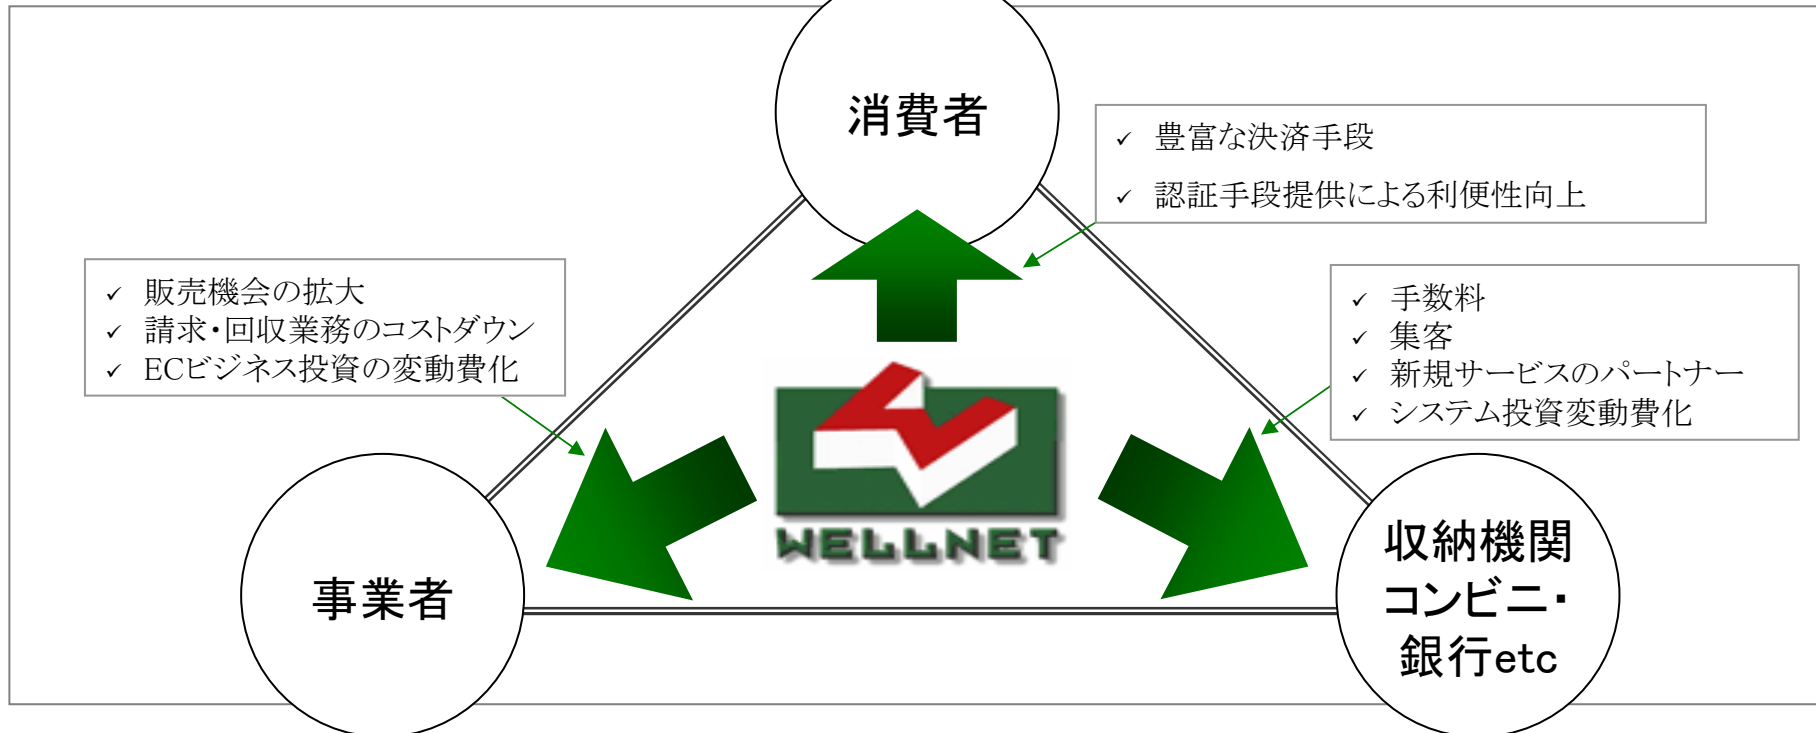 消費者
豊富な決済手段
認証手段提供による利便性向上
販売機会の拡大
請求・回収業務のコストダウン
ECビジネス投資の変動費化
手数料
集客
新規サービスのパートナー
システム投資変動費化
WELLNET
事業者
収納機関
コンビニ・
銀行etc